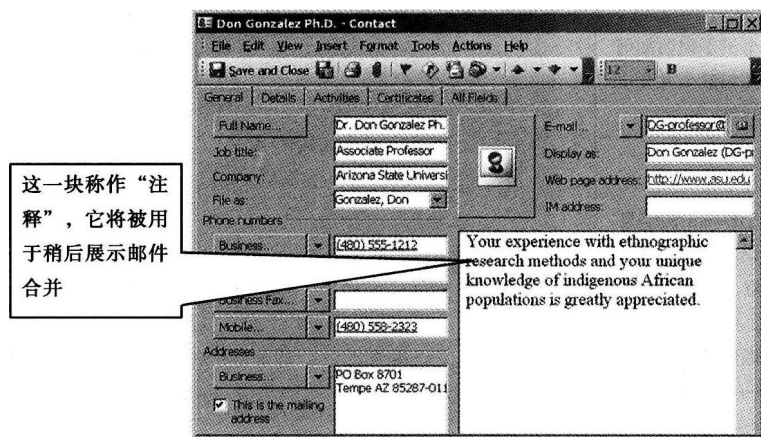 Don Gonzalez Ph.D. - Contact
File Edit View Insert Format Tools Actions Help
Save and Close 12 B
General Details Activities Certificates All Fields
Full Name... Dr. Don Gonzalez Ph.
Job title: Associate Professor
Company: Arizona State Universi
File as: Gonzalez, Don
E-mail... DG-professor@
Display as: Don Gonzalez (DG-pr
Web page address: http://www.asu.edu
IM address:
Phone numbers
Business... (480) 555-1212
Business Fax...
Mobile... (480) 558-2323
Addresses
Business... PO Box 8701
Tempe AZ 85287-011
This is the mailing
address
Your experience with ethnographic
research methods and your unique
knowledge of indigenous African
populations is greatly appreciated.
这一块称作“注
释”，它将被用
于稍后展示邮件
合并